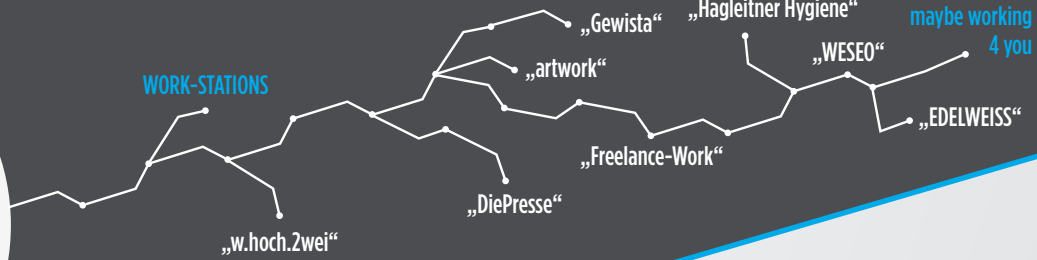 WORK-STATIONS
„w.hoch.2wei“
„DiePresse“
„Gewista“
„artwork“
„Freelance-Work“
„Hagleitner Hygiene“
„WESEO“
„EDELWEISS“
maybe working
4 you